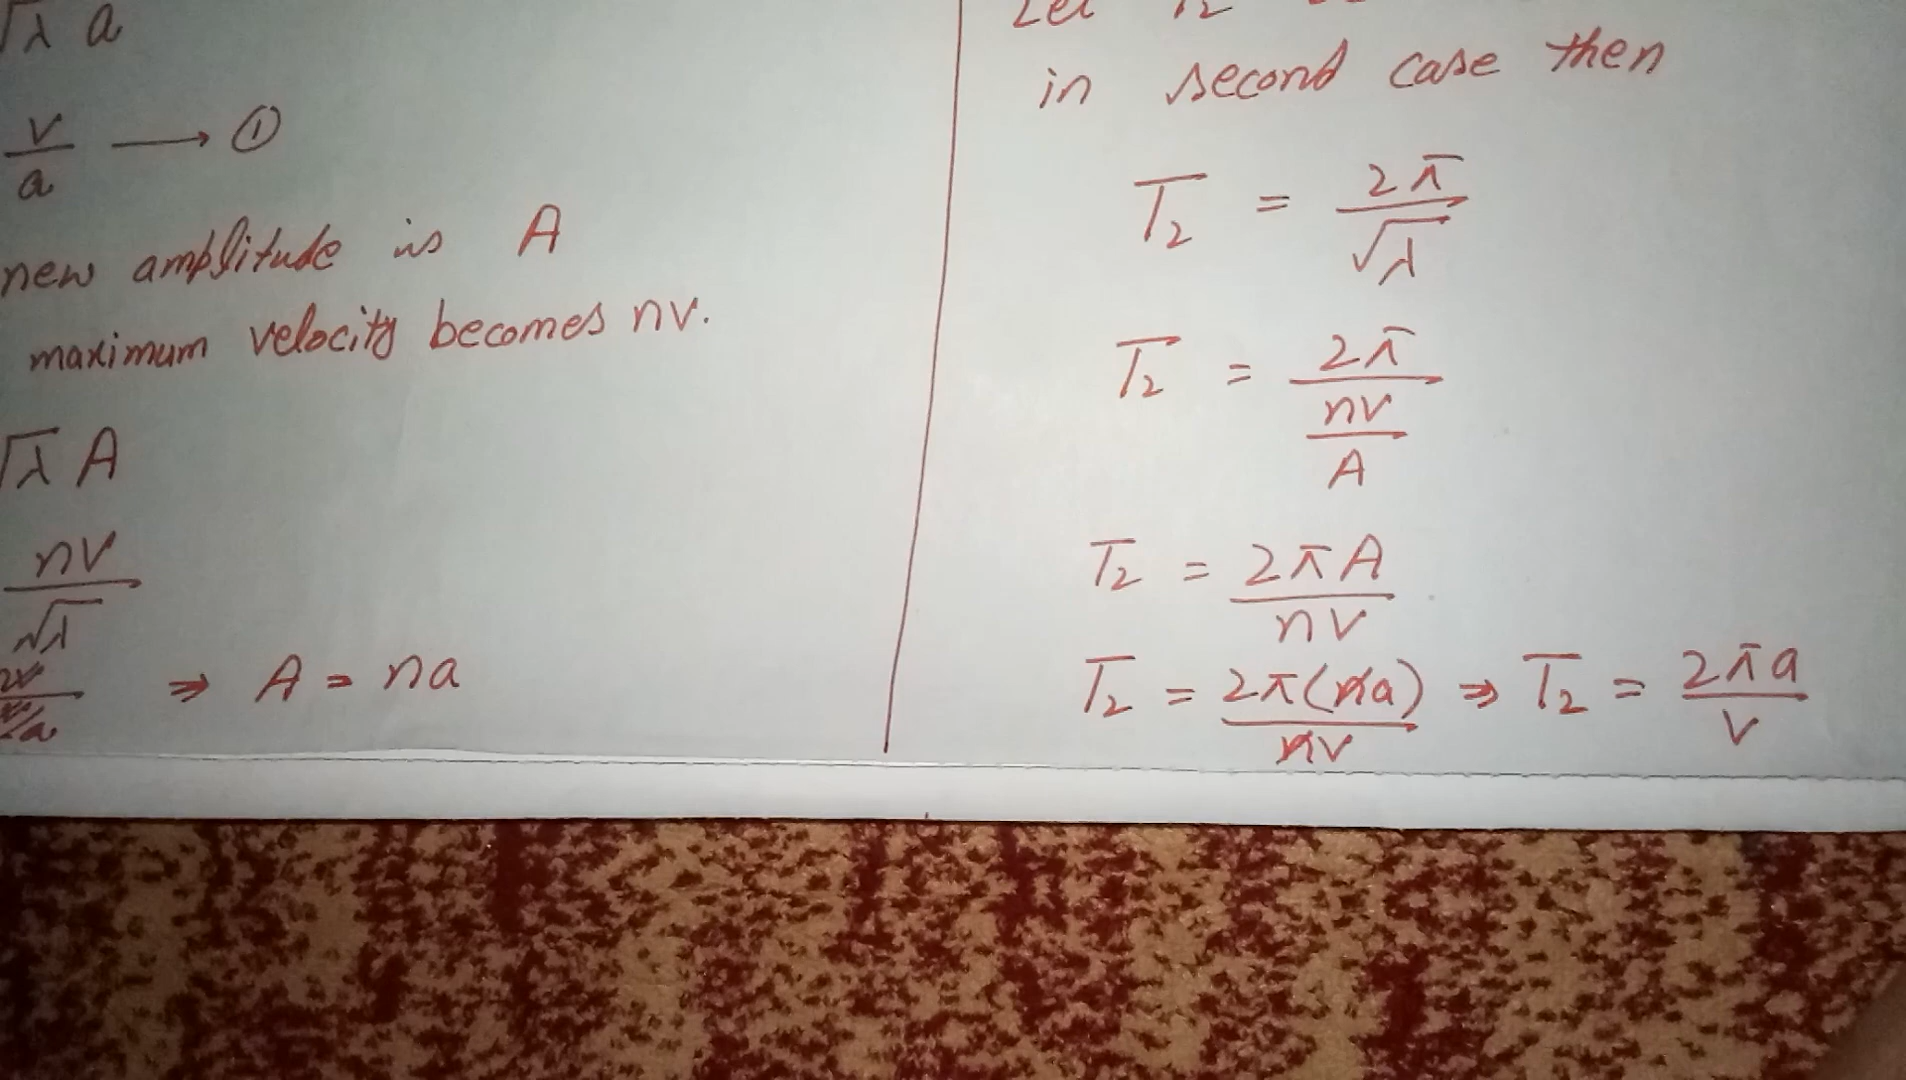 √λ a
v/a → ①
new amplitude is A
maximum velocity becomes nv.
√λ A
nv/√λ
⇒ A = na
in second case then
T₂ = 2π/√λ
T₂ = 2π/(nv/A)
T₂ = 2πA/nv
T₂ = 2π(na)/nv ⇒ T₂ = 2πa/v